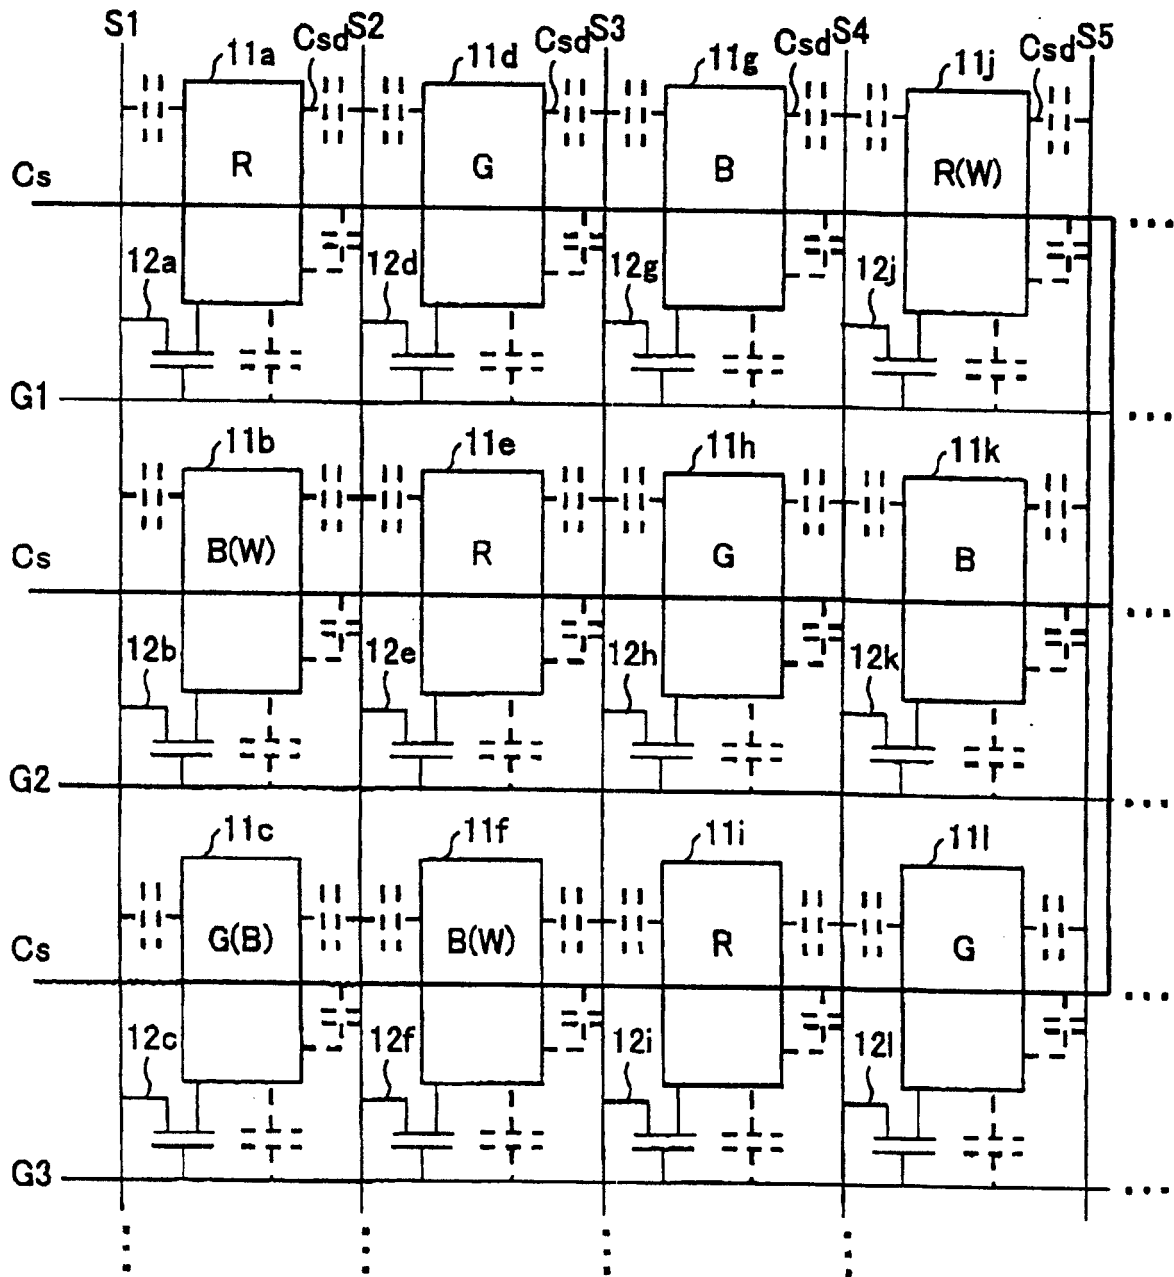 S1 Csd S2 Csd S3 Csd S4 Csd S5
11a 11d 11g 11j
R G B R(W)
Cs
...
12a 12d 12g 12j
G1
...
11b 11e 11h 11k
B(W) R G B
Cs
...
12b 12e 12h 12k
G2
...
11c 11f 11i 11l
G(B) B(W) R G
Cs
...
12c 12f 12i 12l
G3
...